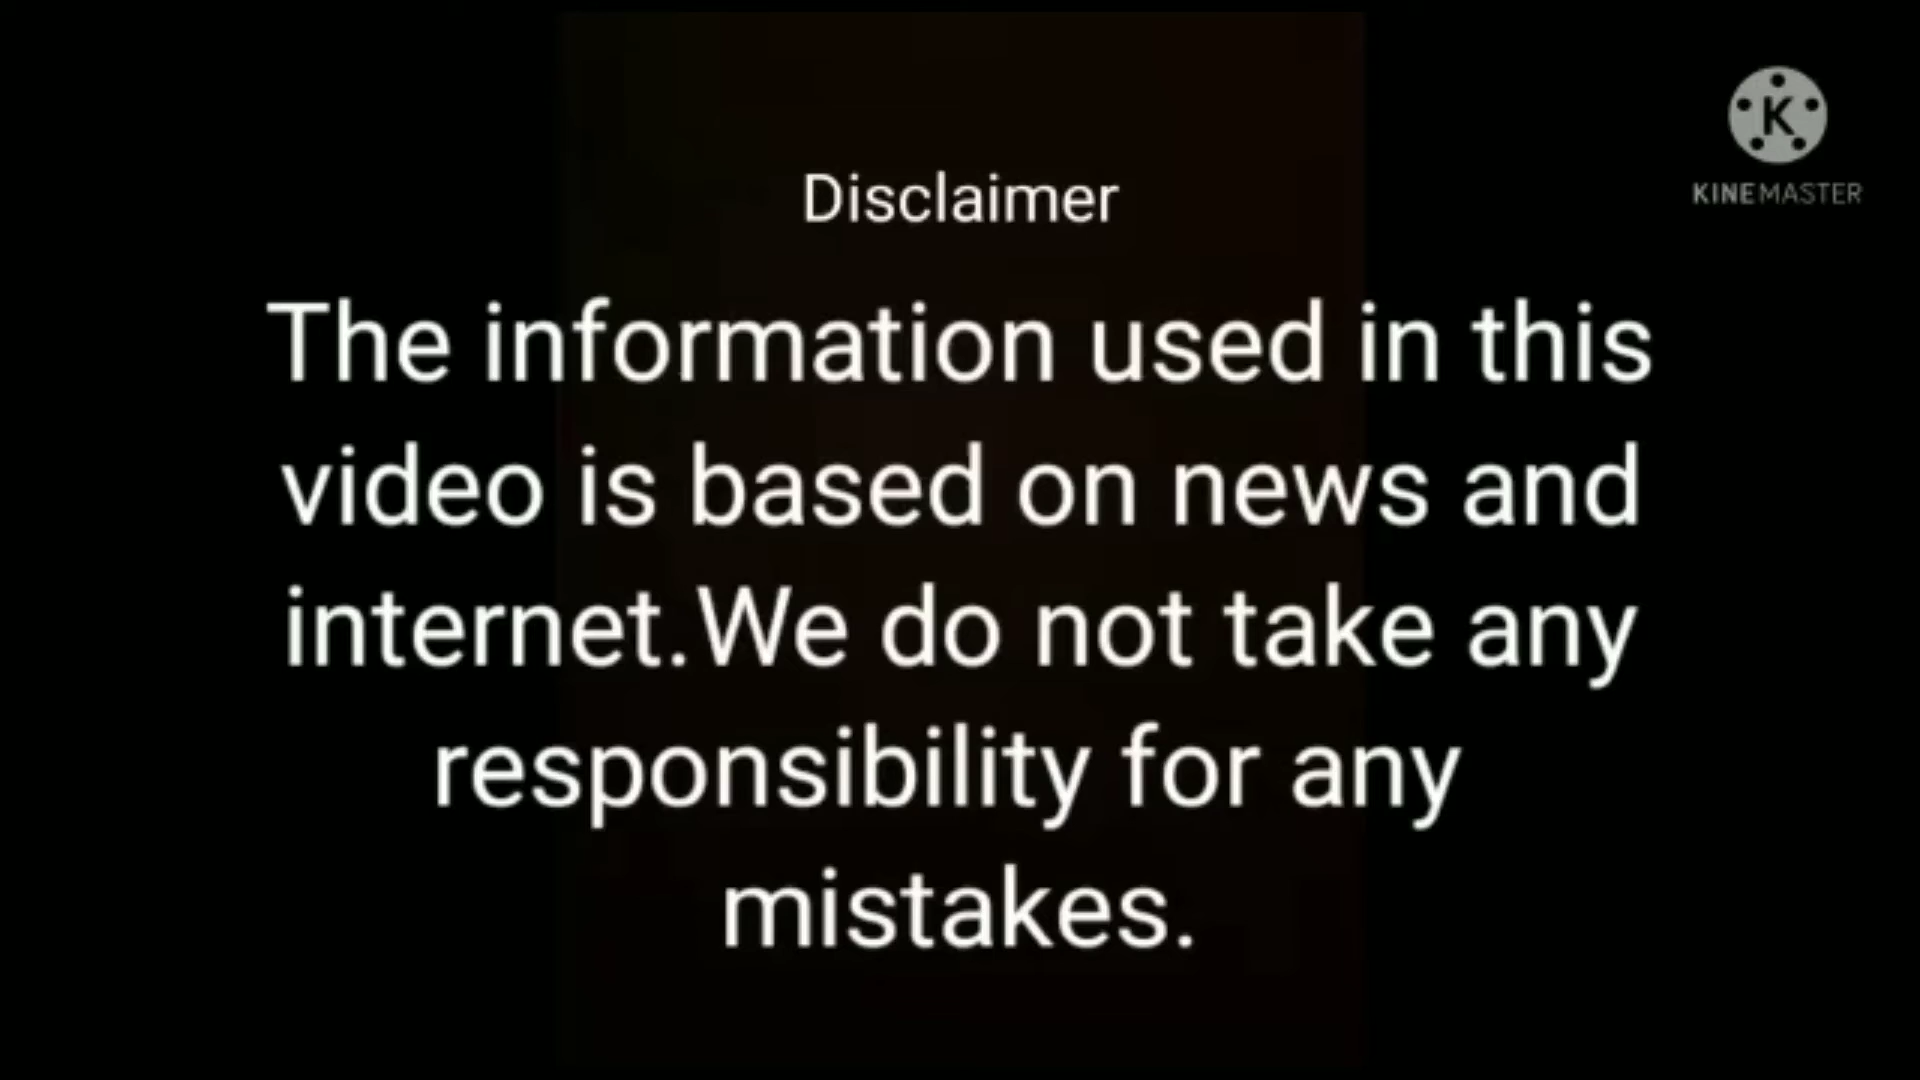 K
KINEMASTER
Disclaimer
The information used in this
video is based on news and
internet.We do not take any
responsibility for any
mistakes.